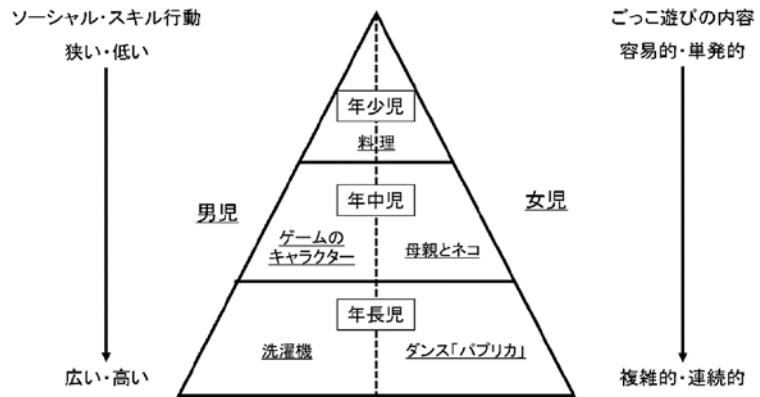 ソーシャル・スキル行動
狭い・低い
ごっこ遊びの内容
容易的・単発的
年少児
料理
男児
女児
年中児
ゲームの
キャラクター
母親とネコ
年長児
洗濯機
ダンス「パプリカ」
広い・高い
複雑的・連続的